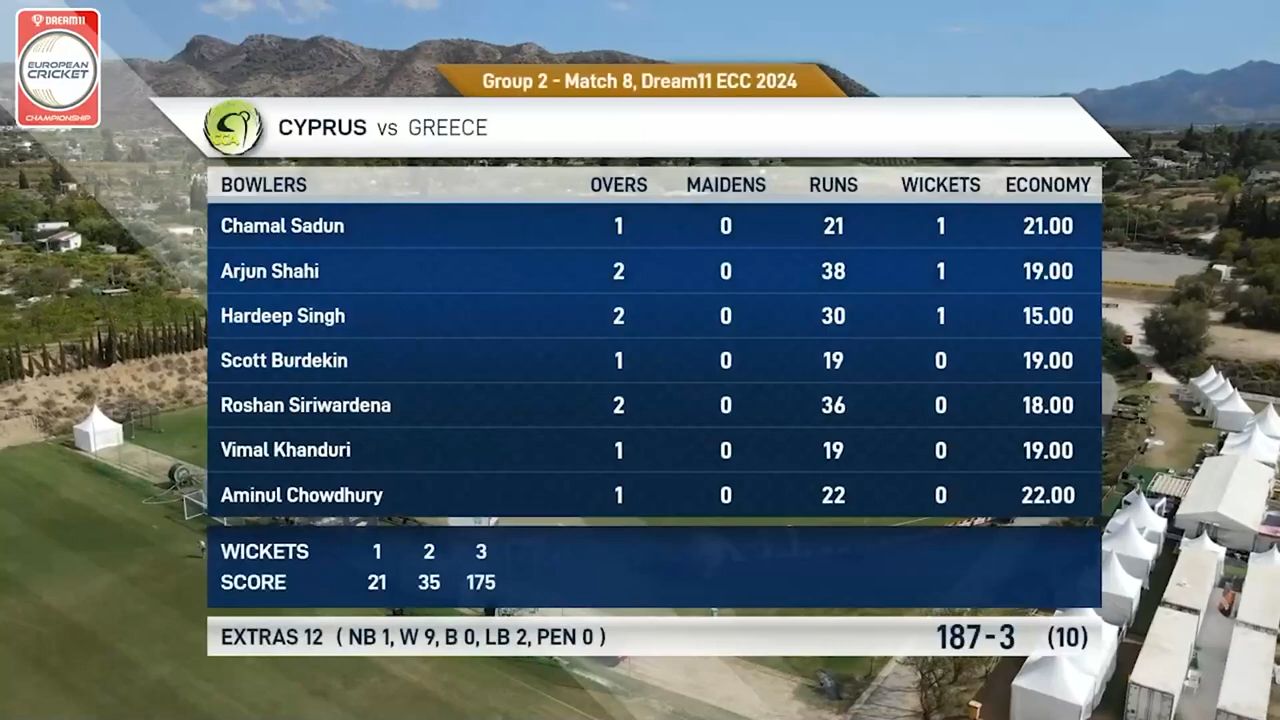 DREAM11
EUROPEAN
CRICKET
CHAMPIONSHIP
Group 2 - Match 8, Dream11 ECC 2024
CCA
CYPRUS vs GREECE
BOWLERS OVERS MAIDENS RUNS WICKETS ECONOMY
Chamal Sadun 1 0 21 1 21.00
Arjun Shahi 2 0 38 1 19.00
Hardeep Singh 2 0 30 1 15.00
Scott Burdekin 1 0 19 0 19.00
Roshan Siriwardena 2 0 36 0 18.00
Vimal Khanduri 1 0 19 0 19.00
Aminul Chowdhury 1 0 22 0 22.00
WICKETS 1 2 3
SCORE 21 35 175
EXTRAS 12 ( NB 1, W 9, B 0, LB 2, PEN 0 ) 187-3 (10)